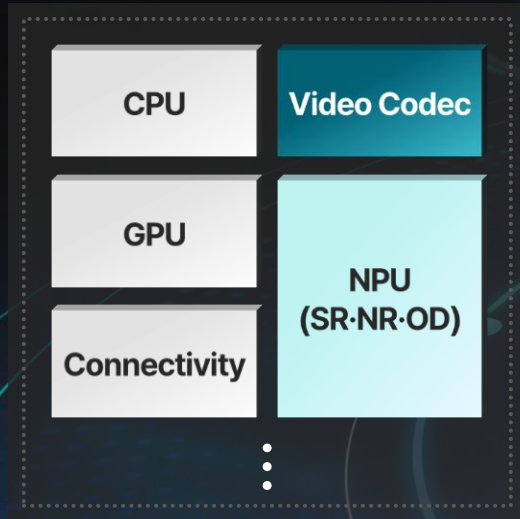 CPU
Video Codec
GPU
NPU
(SR·NR·OD)
Connectivity